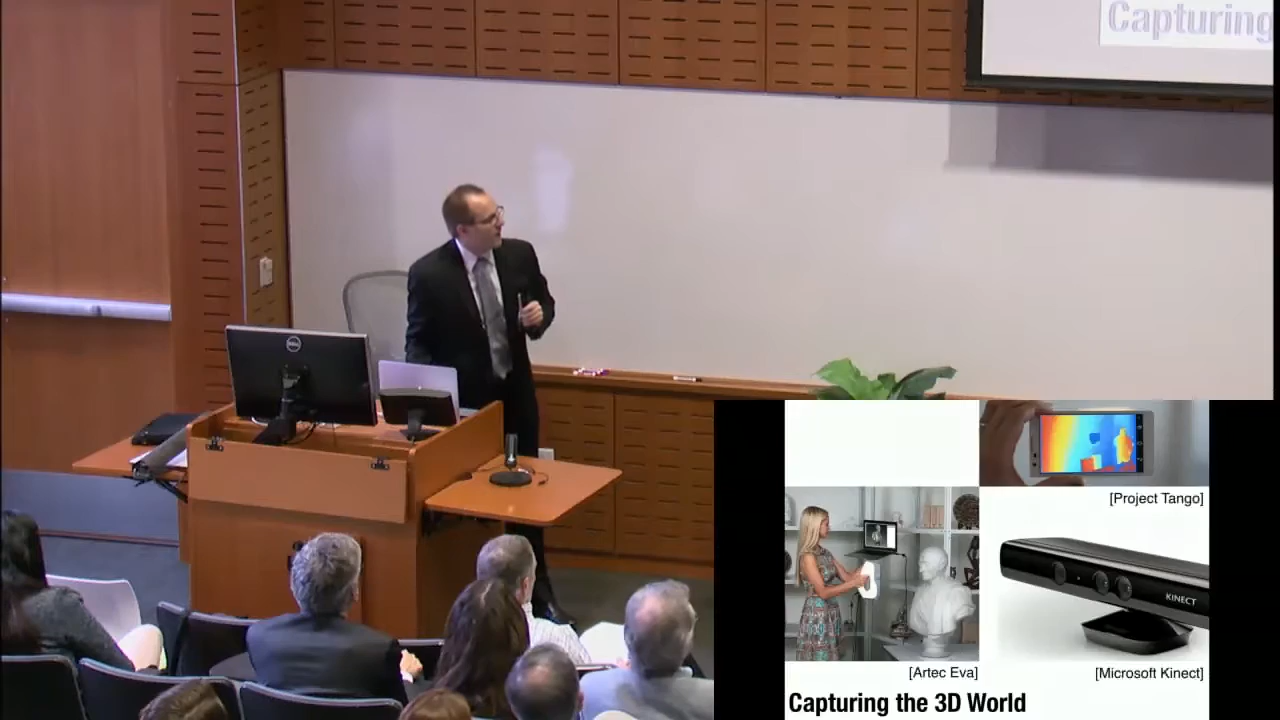 Capturing
DELL
[Project Tango]
KINECT
[Artec Eva]
[Microsoft Kinect]
Capturing the 3D World